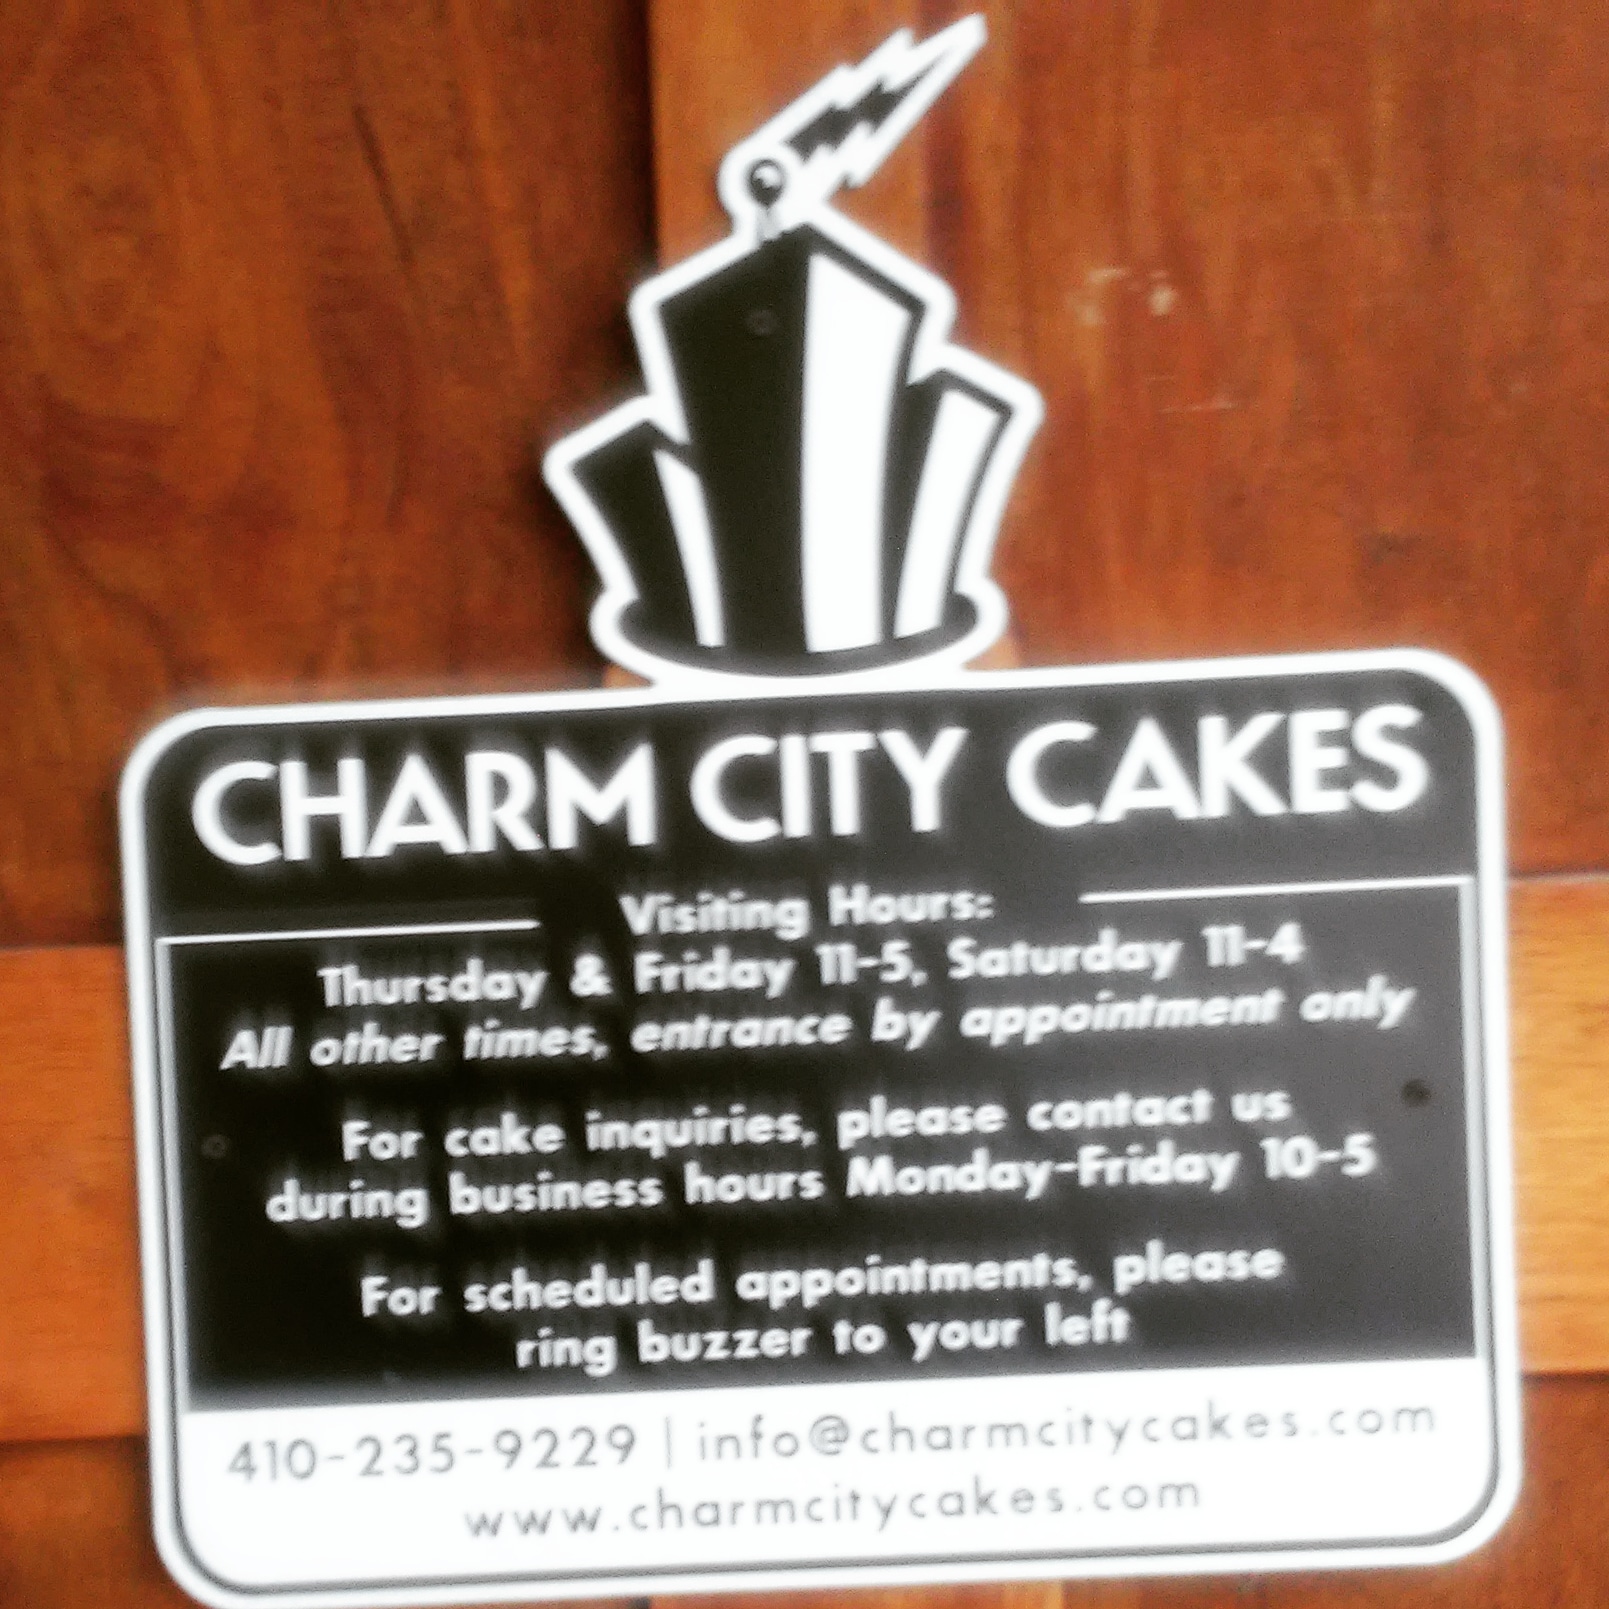 CHARM CITY CAKES
Visiting Hours:
Thursday & Friday 11-5, Saturday 11-4
All other times, entrance by appointment only
For cake inquiries, please contact us
during business hours Monday-Friday 10-5
For scheduled appointments, please
ring buzzer to your left
410-235-9229 | info@charmcitycakes.com
www.charmcitycakes.com